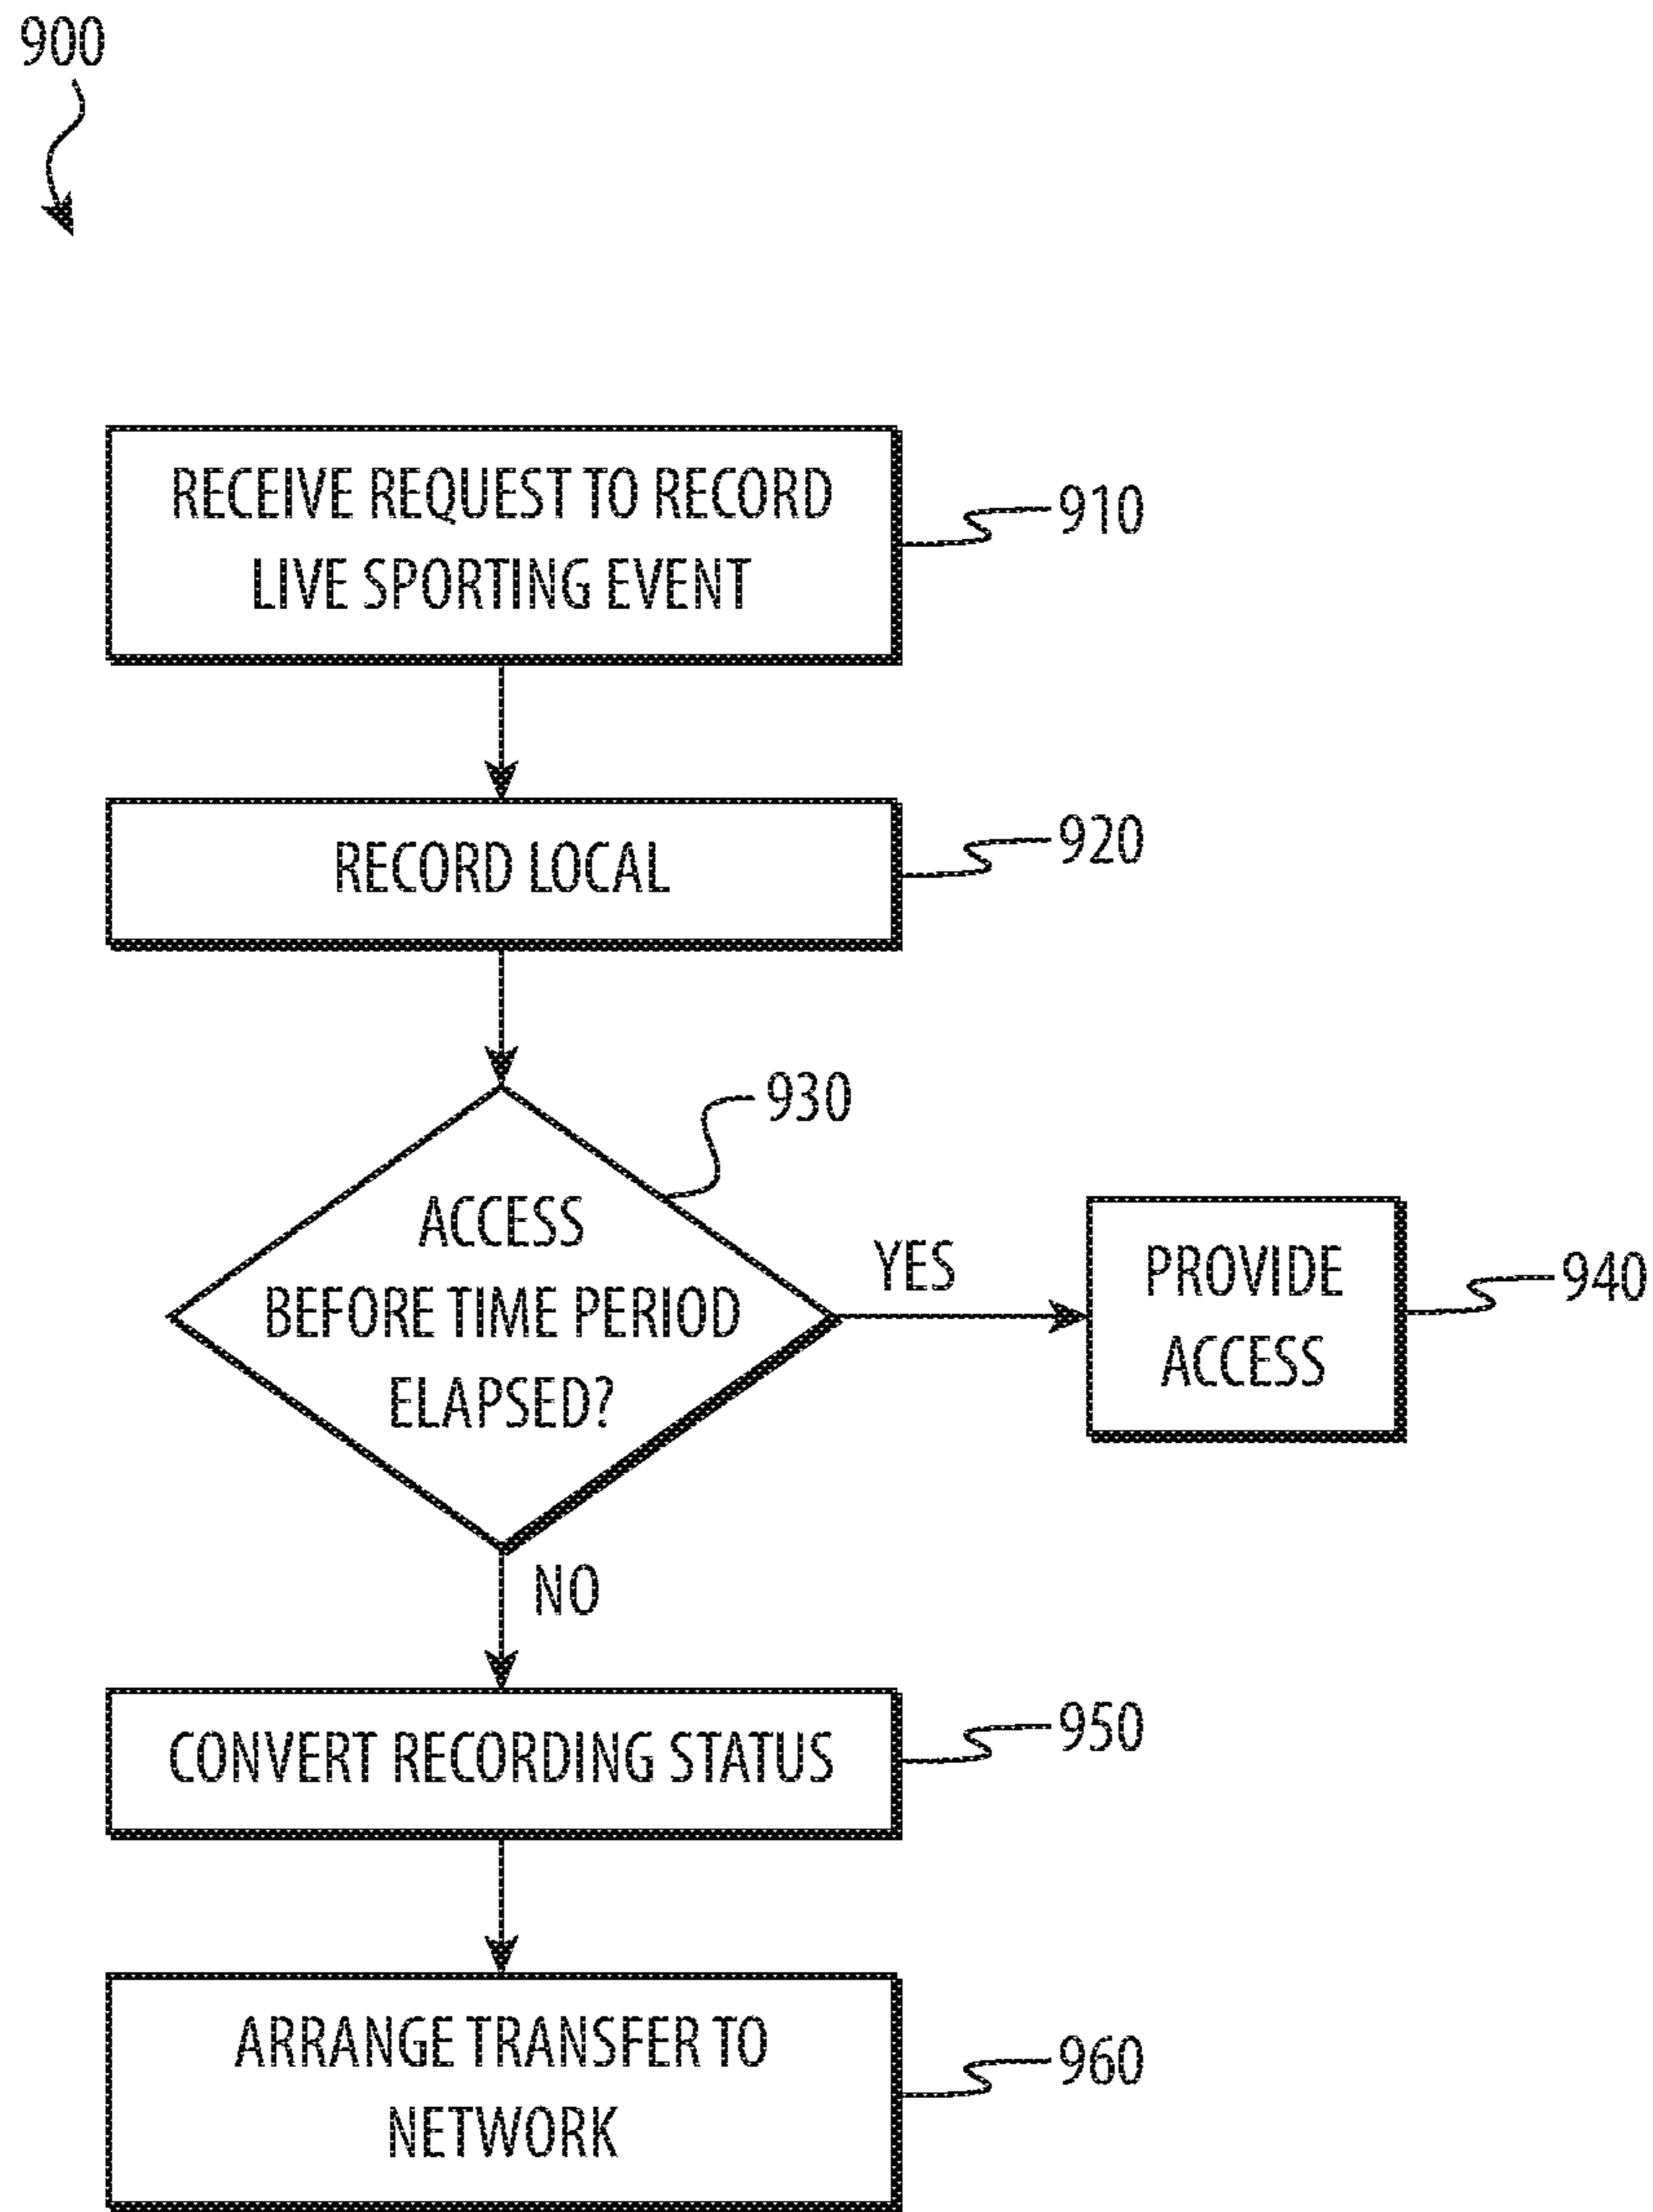 900
RECEIVE REQUEST TO RECORD
LIVE SPORTING EVENT
910
RECORD LOCAL
920
930
ACCESS
BEFORE TIME PERIOD
ELAPSED?
YES
PROVIDE
ACCESS
940
NO
CONVERT RECORDING STATUS
950
ARRANGE TRANSFER TO
NETWORK
960